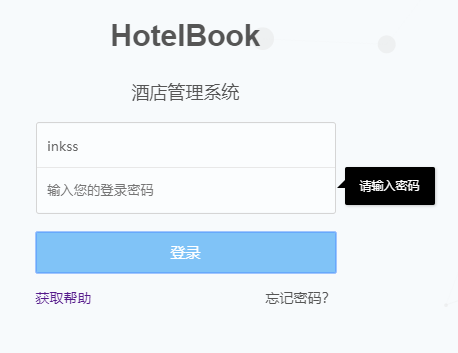 HotelBook
酒店管理系统
inkss
输入您的登录密码
请输入密码
登录
获取帮助
忘记密码?